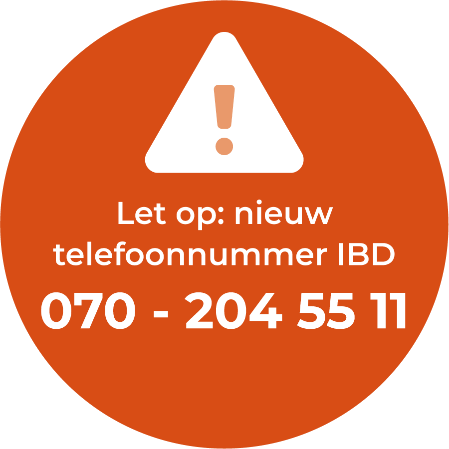 Let op: nieuw
telefoonnummer IBD
070 - 204 55 11